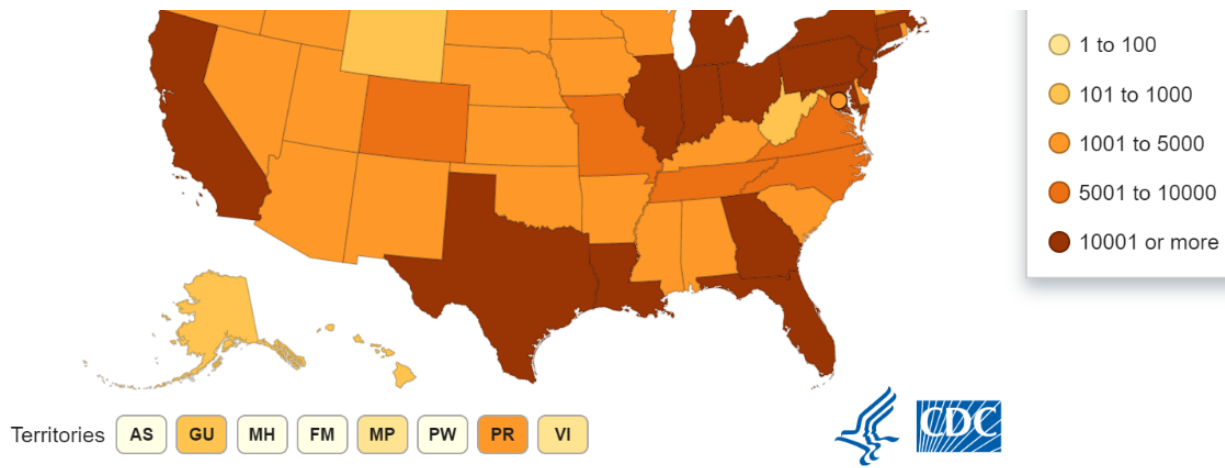 1 to 100
101 to 1000
1001 to 5000
5001 to 10000
10001 or more
Territories AS GU MH FM MP PW PR VI
CDC